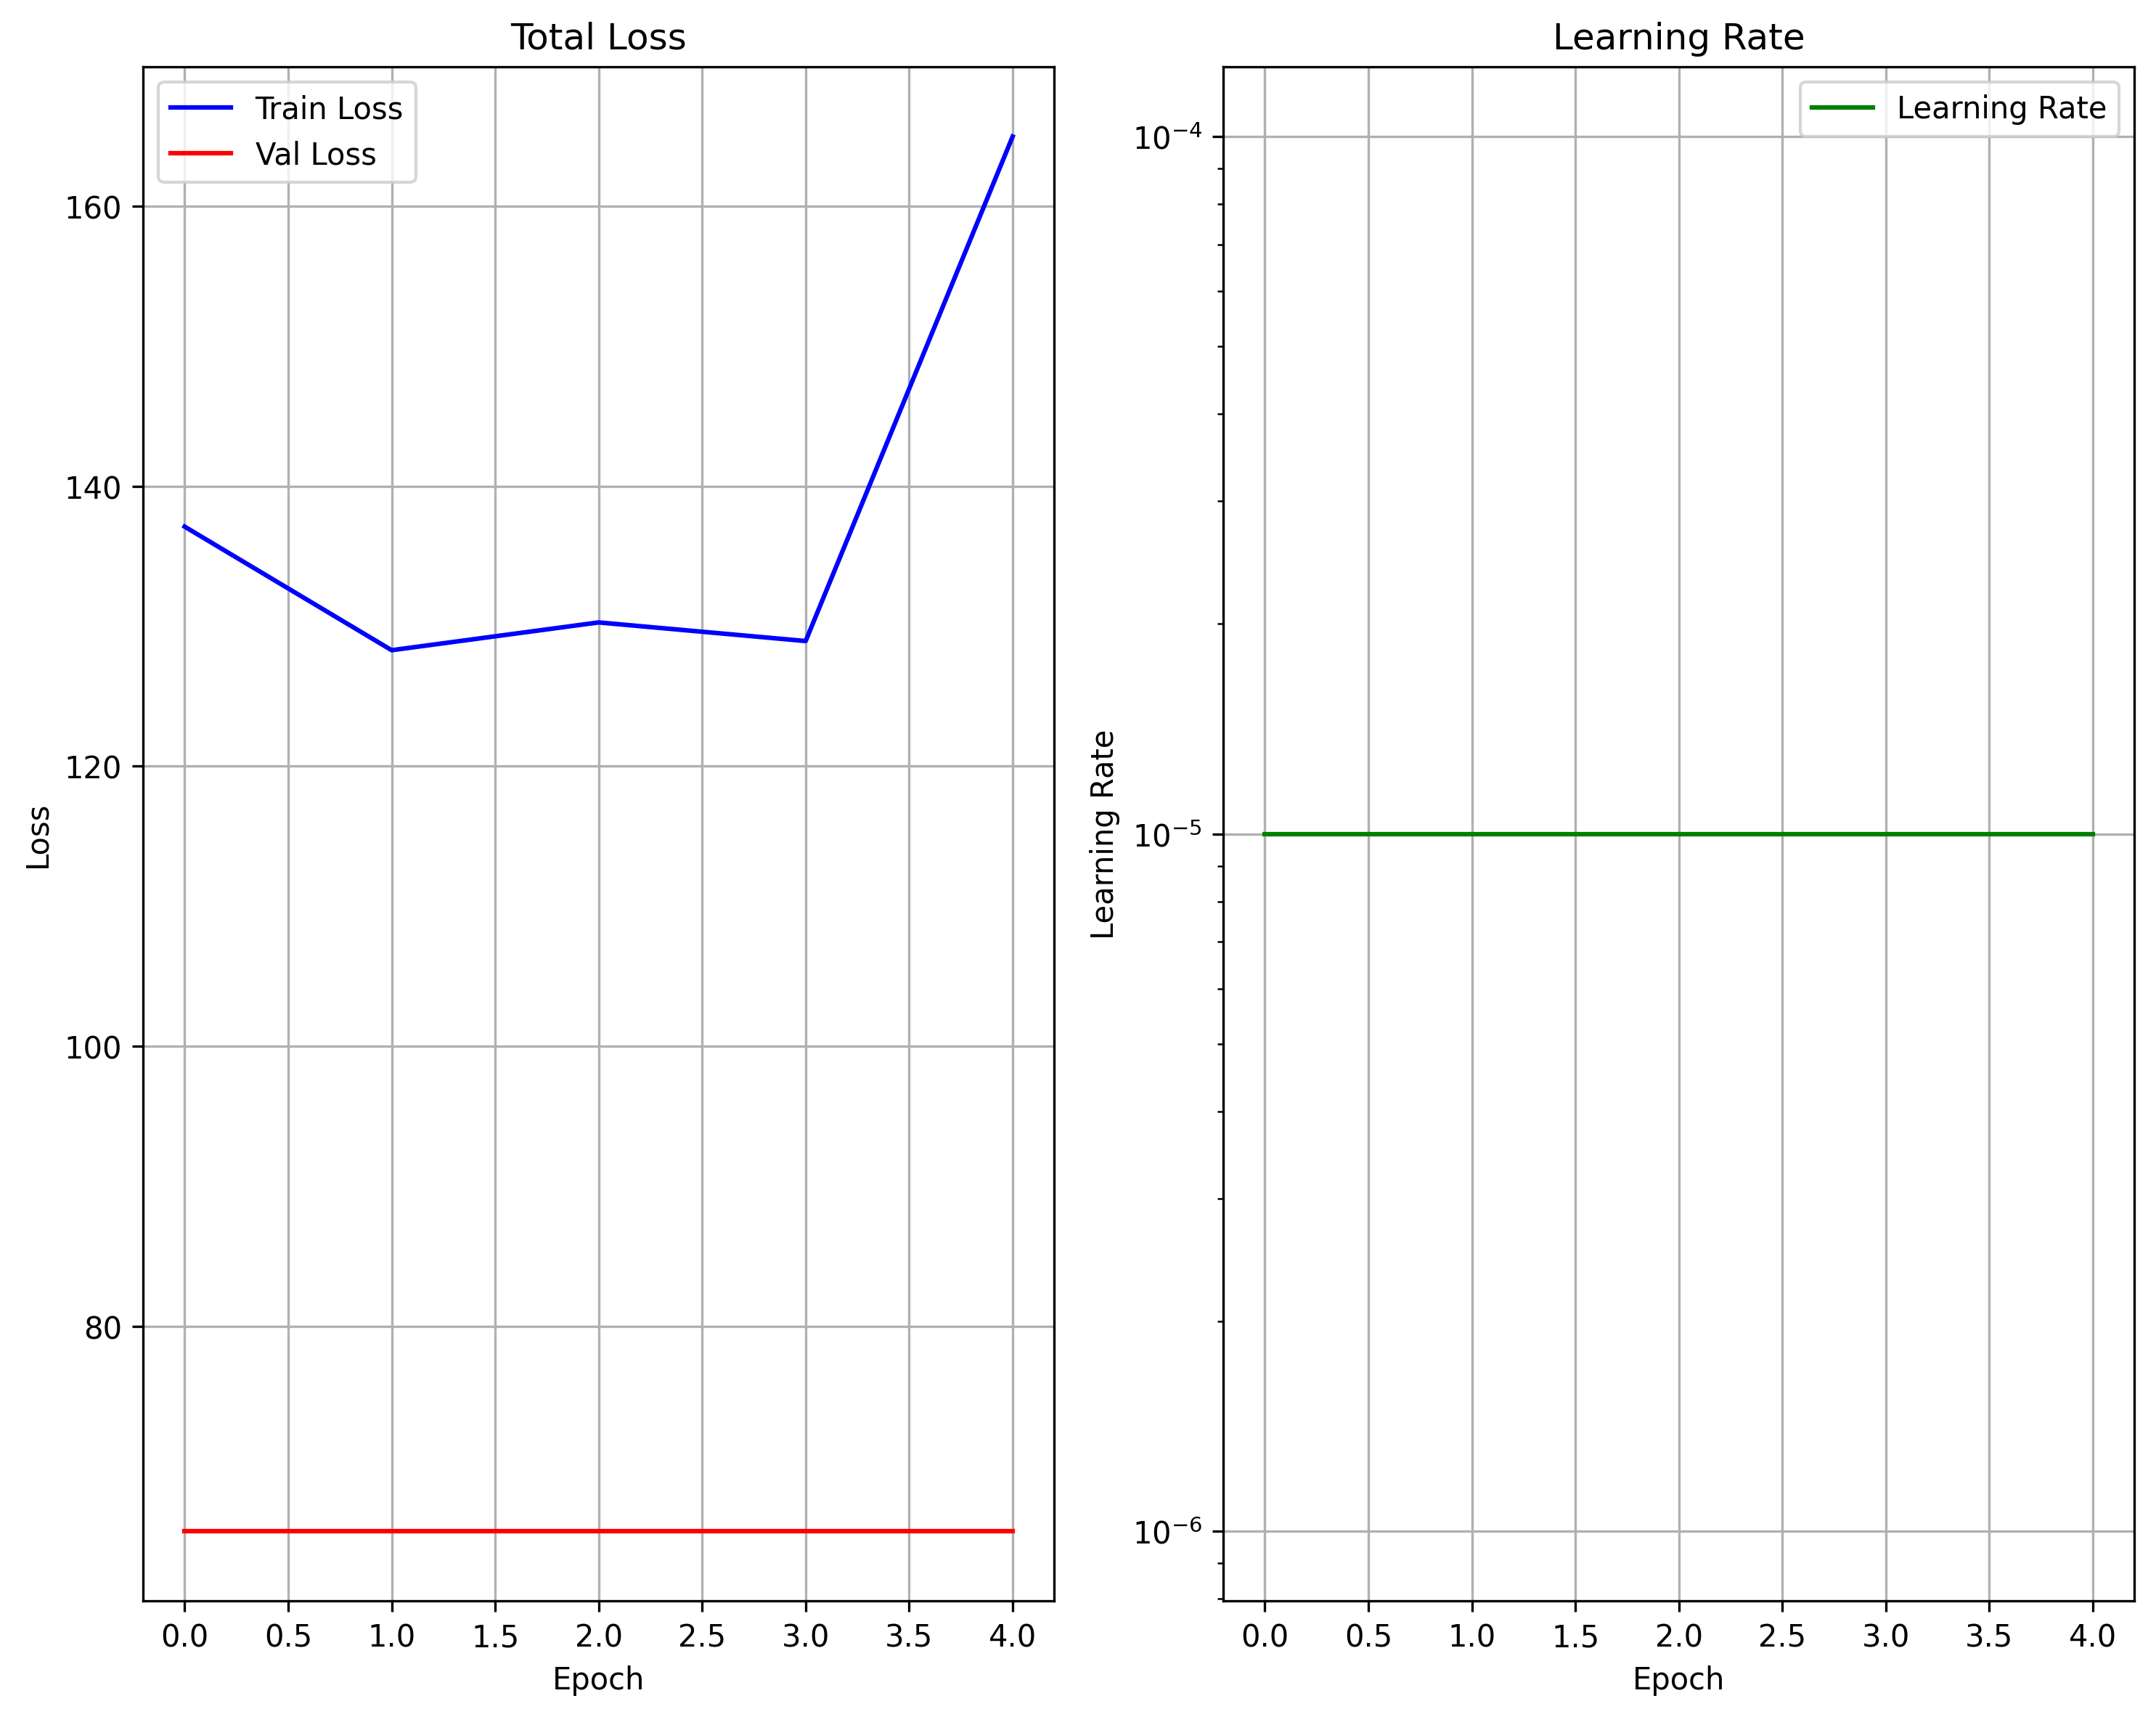 Total Loss
Train Loss
Val Loss
160
140
120
100
80
Loss
0.0 0.5 1.0 1.5 2.0 2.5 3.0 3.5 4.0
Epoch
Learning Rate
Learning Rate
10⁻⁴
10⁻⁵
10⁻⁶
Learning Rate
0.0 0.5 1.0 1.5 2.0 2.5 3.0 3.5 4.0
Epoch